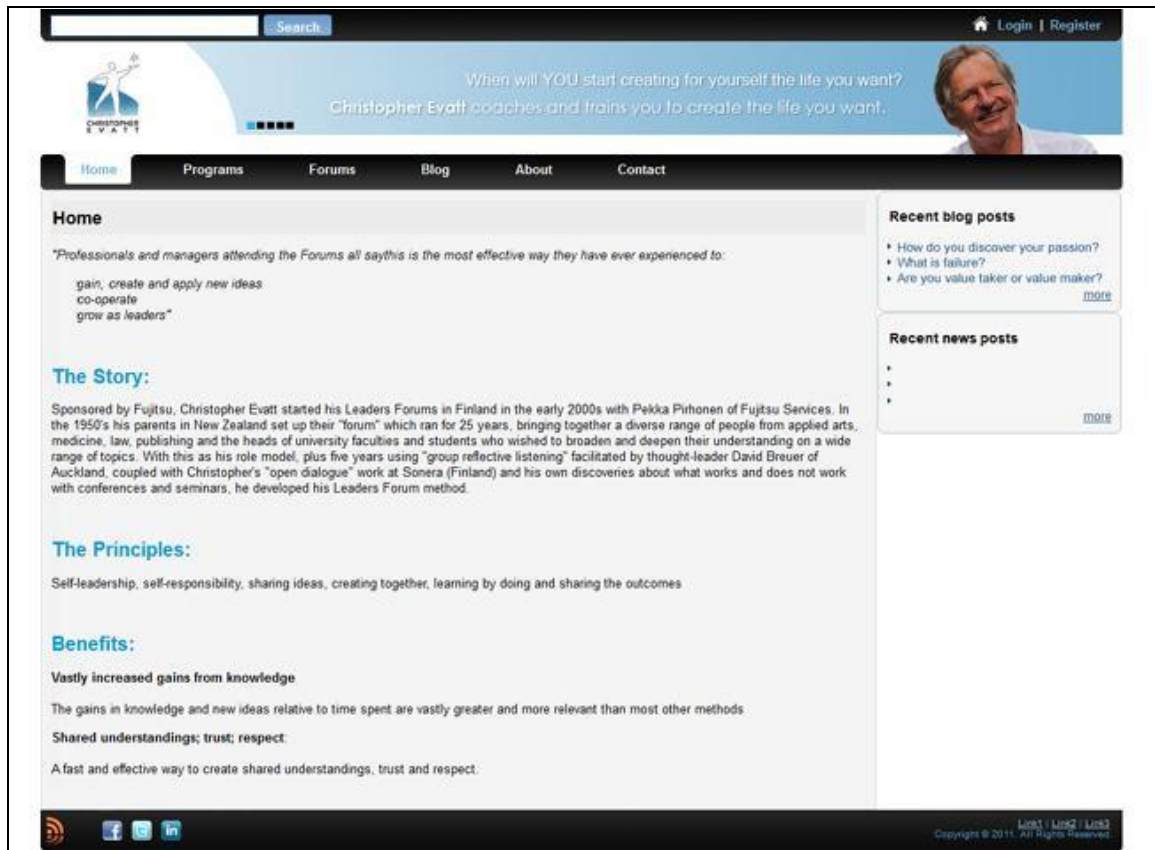 Search
Login | Register
When will YOU start creating for yourself the life you want?
Christopher Evatt coaches and trains you to create the life you want.
CHRISTOPHER
EVATT
Home
Programs
Forums
Blog
About
Contact
Home
"Professionals and managers attending the Forums all saythis is the most effective way they have ever experienced to:
gain, create and apply new ideas
co-operate
grow as leaders"
The Story:
Sponsored by Fujitsu, Christopher Evatt started his Leaders Forums in Finland in the early 2000s with Pekka Pirhonen of Fujitsu Services. In
the 1950's his parents in New Zealand set up their "forum" which ran for 25 years, bringing together a diverse range of people from applied arts,
medicine, law, publishing and the heads of university faculties and students who wished to broaden and deepen their understanding on a wide
range of topics. With this as his role model, plus five years using "group reflective listening" facilitated by thought-leader David Breuer of
Auckland, coupled with Christopher's "open dialogue" work at Sonera (Finland) and his own discoveries about what works and does not work
with conferences and seminars, he developed his Leaders Forum method.
The Principles:
Self-leadership, self-responsibility, sharing ideas, creating together, learning by doing and sharing the outcomes
Benefits:
Vastly increased gains from knowledge
The gains in knowledge and new ideas relative to time spent are vastly greater and more relevant than most other methods
Shared understandings; trust; respect:
A fast and effective way to create shared understandings, trust and respect.
Recent blog posts
How do you discover your passion?
What is failure?
Are you value taker or value maker?
more
Recent news posts
more
Link1 | Link2 | Link3
Copyright © 2011. All Rights Reserved.